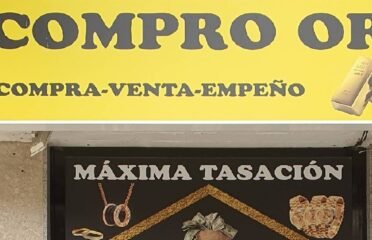 COMPRO OR
COMPRA-VENTA-EMPEÑO
MÁXIMA TASACIÓN